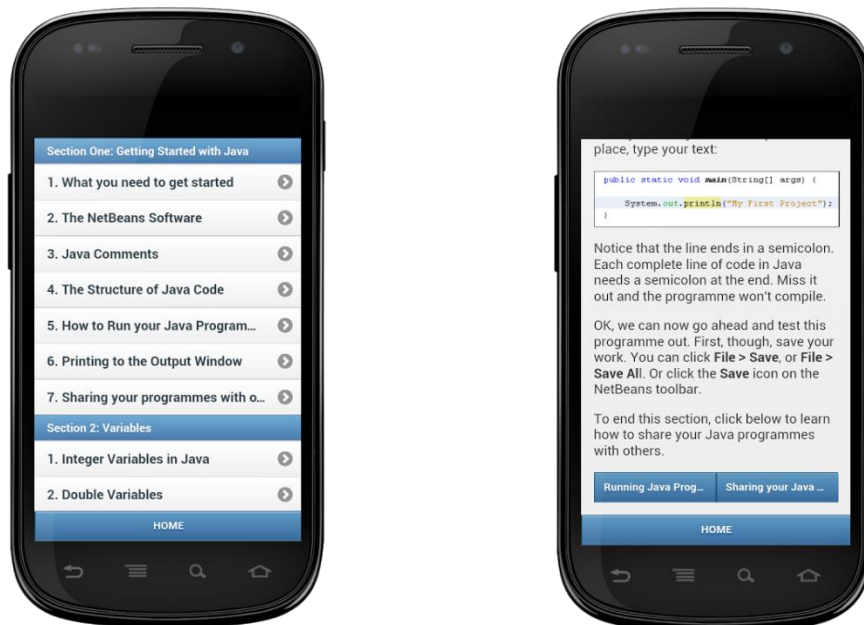 Section One: Getting Started with Java
1. What you need to get started
2. The NetBeans Software
3. Java Comments
4. The Structure of Java Code
5. How to Run your Java Program...
6. Printing to the Output Window
7. Sharing your programmes with o...
Section 2: Variables
1. Integer Variables in Java
2. Double Variables
HOME
place, type your text:
public static void main(String[] args) {
System.out.println("My First Project");
}
Notice that the line ends in a semicolon.
Each complete line of code in Java
needs a semicolon at the end. Miss it
out and the programme won't compile.
OK, we can now go ahead and test this
programme out. First, though, save your
work. You can click File > Save, or File >
Save All. Or click the Save icon on the
NetBeans toolbar.
To end this section, click below to learn
how to share your Java programmes
with others.
Running Java Prog...
Sharing your Java ...
HOME